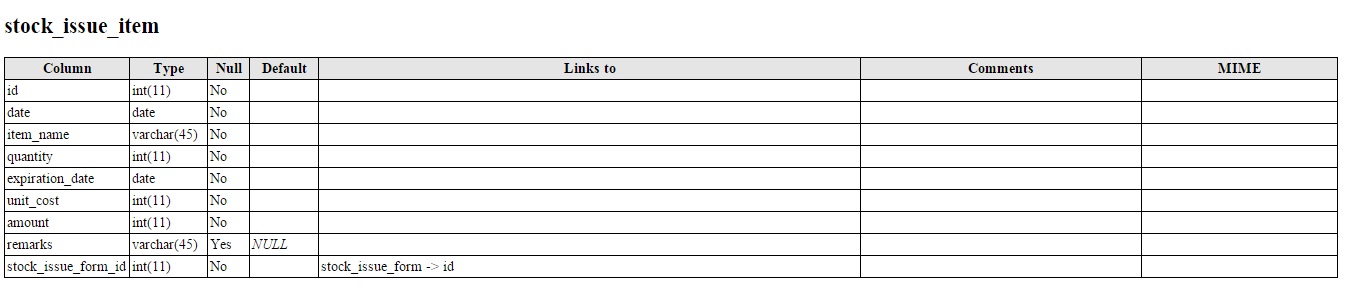 stock_issue_item
Column Type Null Default Links to Comments MIME
id int(11) No
date date No
item_name varchar(45) No
quantity int(11) No
expiration_date date No
unit_cost int(11) No
amount int(11) No
remarks varchar(45) Yes NULL
stock_issue_form_id int(11) No stock_issue_form -> id